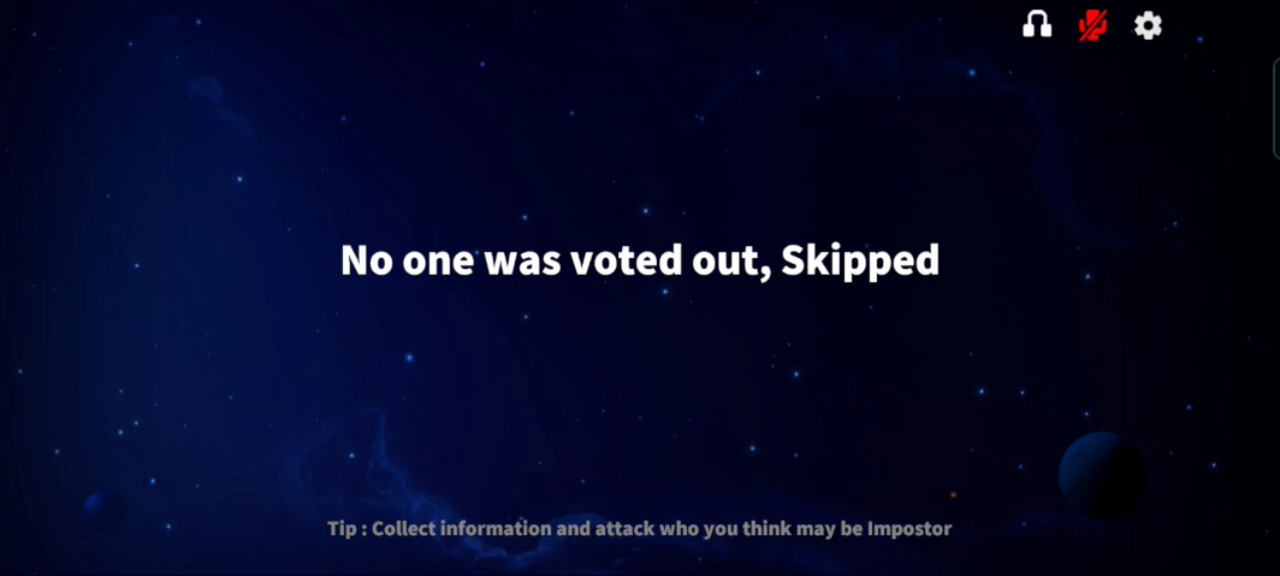 No one was voted out, Skipped
Tip : Collect information and attack who you think may be Impostor